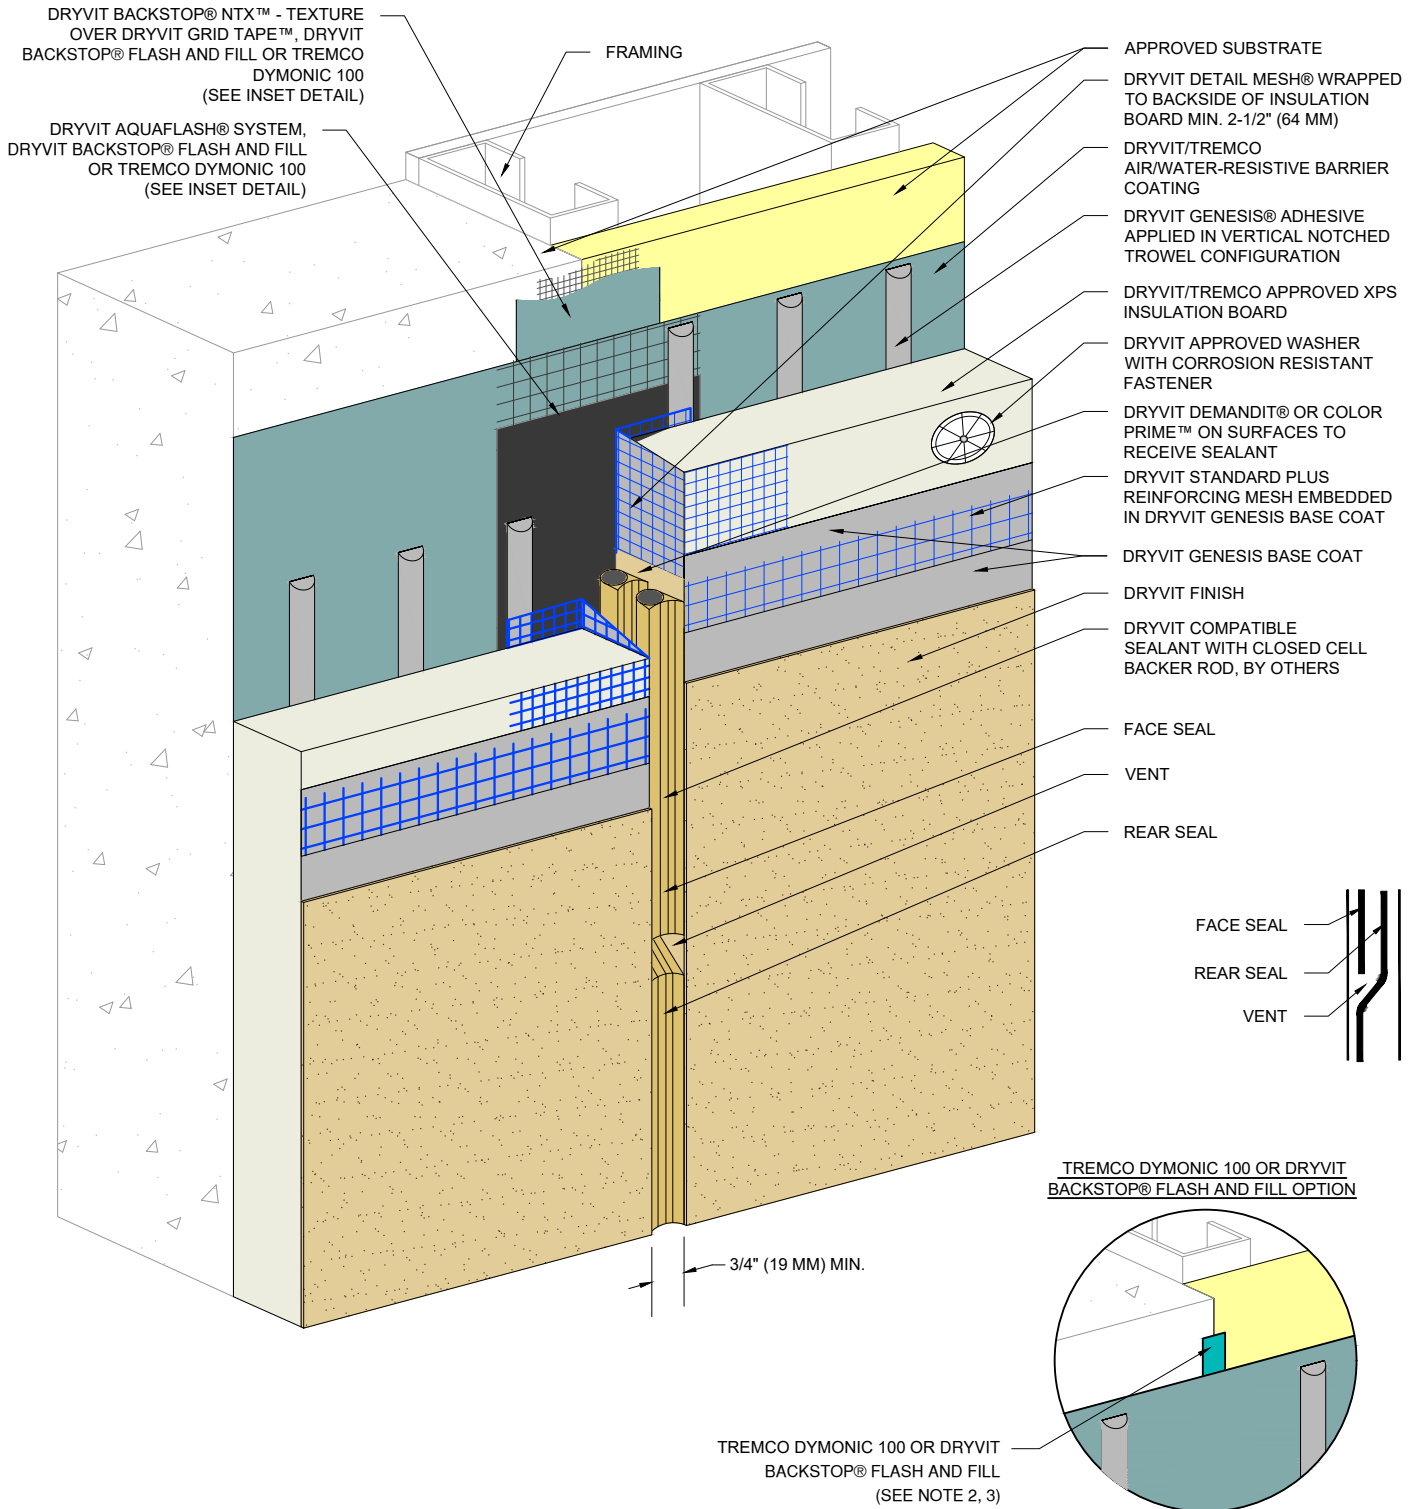 DRYVIT BACKSTOP® NTX™ - TEXTURE
OVER DRYVIT GRID TAPE™, DRYVIT
BACKSTOP® FLASH AND FILL OR TREMCO
DYMONIC 100
(SEE INSET DETAIL)
DRYVIT AQUAFLASH® SYSTEM,
DRYVIT BACKSTOP® FLASH AND FILL
OR TREMCO DYMONIC 100
(SEE INSET DETAIL)
FRAMING
APPROVED SUBSTRATE
DRYVIT DETAIL MESH® WRAPPED
TO BACKSIDE OF INSULATION
BOARD MIN. 2-1/2" (64 MM)
DRYVIT/TREMCO
AIR/WATER-RESISTIVE BARRIER
COATING
DRYVIT GENESIS® ADHESIVE
APPLIED IN VERTICAL NOTCHED
TROWEL CONFIGURATION
DRYVIT/TREMCO APPROVED XPS
INSULATION BOARD
DRYVIT APPROVED WASHER
WITH CORROSION RESISTANT
FASTENER
DRYVIT DEMANDIT® OR COLOR
PRIME™ ON SURFACES TO
RECEIVE SEALANT
DRYVIT STANDARD PLUS
REINFORCING MESH EMBEDDED
IN DRYVIT GENESIS BASE COAT
DRYVIT GENESIS BASE COAT
DRYVIT FINISH
DRYVIT COMPATIBLE
SEALANT WITH CLOSED CELL
BACKER ROD, BY OTHERS
FACE SEAL
VENT
REAR SEAL
FACE SEAL
REAR SEAL
VENT
TREMCO DYMONIC 100 OR DRYVIT
BACKSTOP® FLASH AND FILL OPTION
3/4" (19 MM) MIN.
TREMCO DYMONIC 100 OR DRYVIT
BACKSTOP® FLASH AND FILL
(SEE NOTE 2, 3)